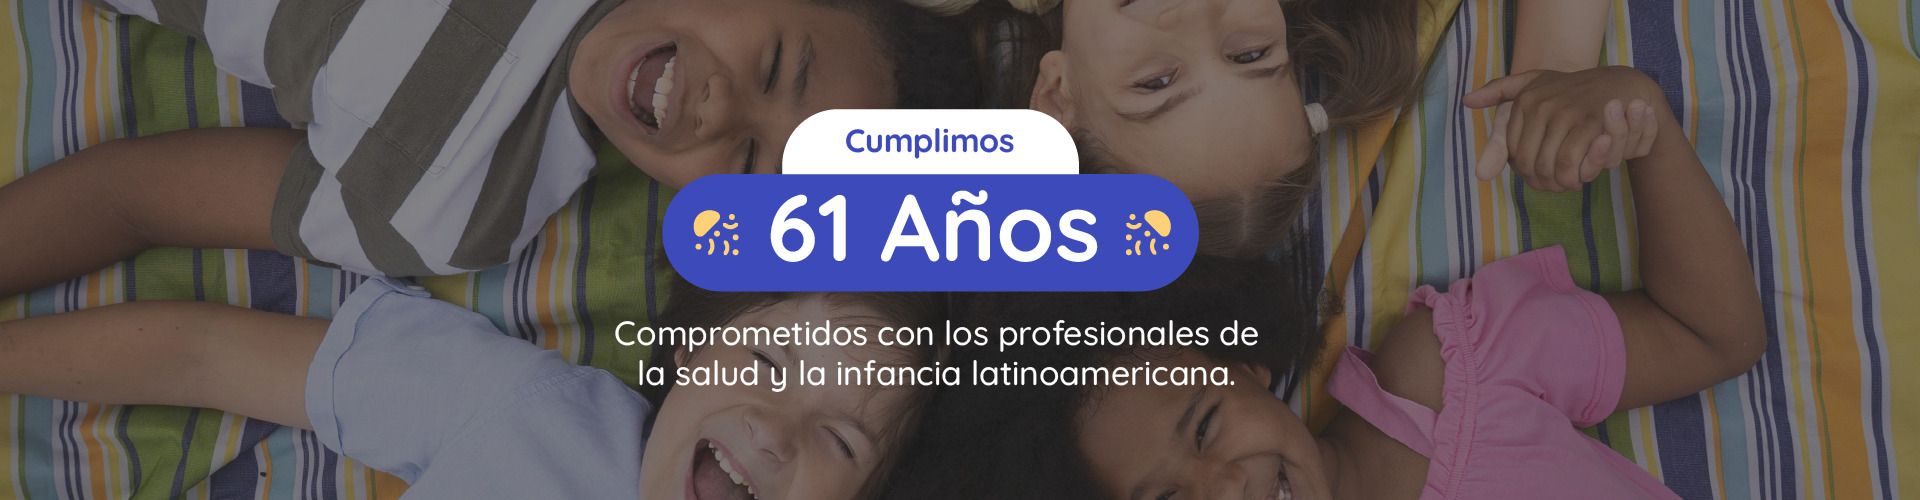 Cumplimos
61 Años
Comprometidos con los profesionales de
la salud y la infancia latinoamericana.